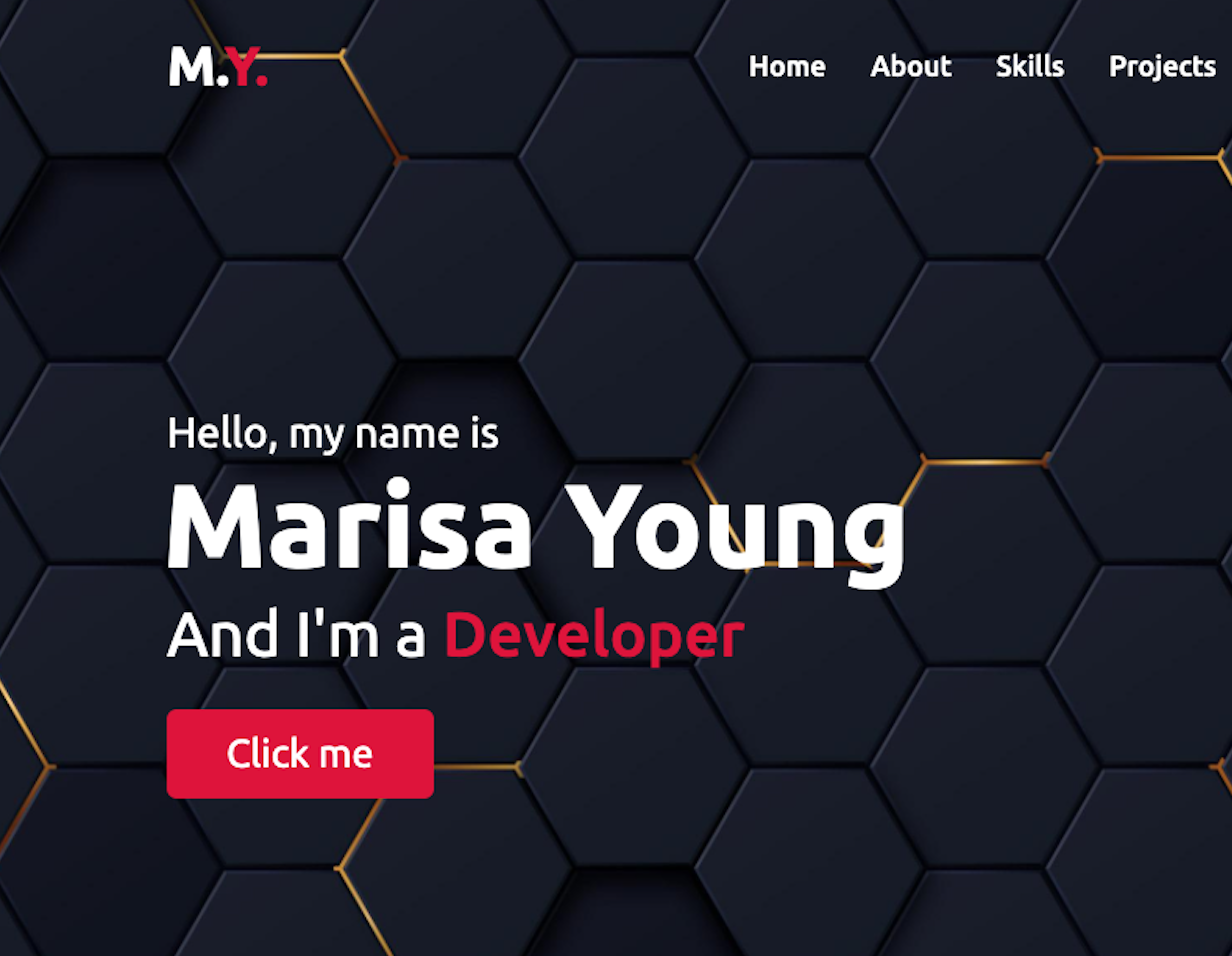 M.Y.
Home About Skills Projects
Hello, my name is
Marisa Young
And I'm a Developer
Click me